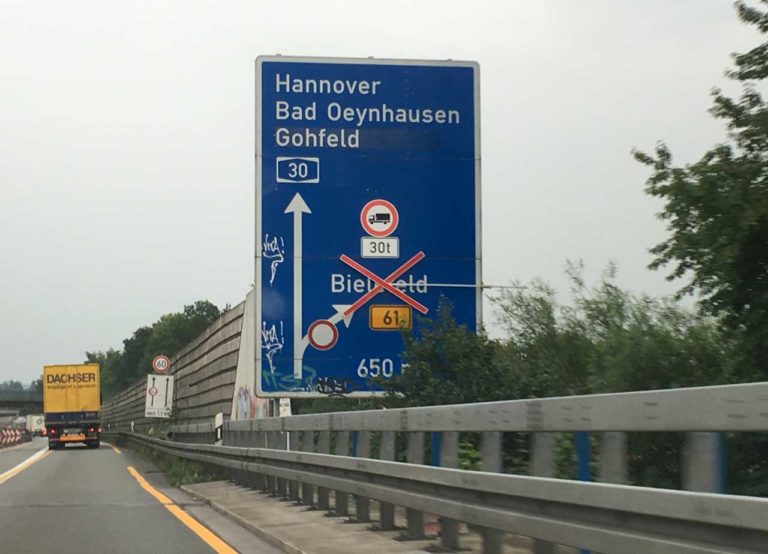 Hannover
Bad Oeynhausen
Gohfeld
30
30t
Bielefeld
61
650 m
60
DACHSER